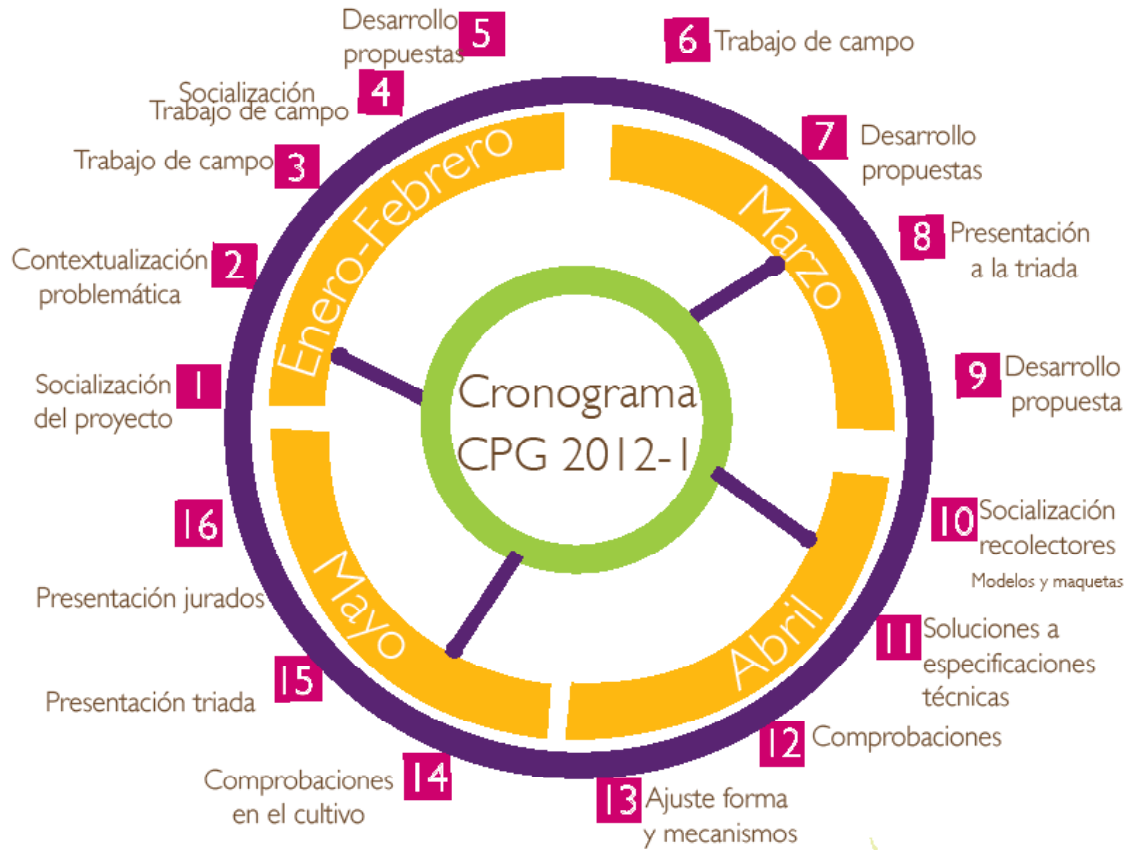 Cronograma
CPG 2012-1
Enero-Febrero
Marzo
Abril
Mayo
1
Socialización
del proyecto
2
Contextualización
problemática
3
Trabajo de campo
4
Socialización
Trabajo de campo
5
Desarrollo
propuestas
6
Trabajo de campo
7
Desarrollo
propuestas
8
Presentación
a la triada
9
Desarrollo
propuesta
10
Socialización
recolectores
Modelos y maquetas
11
Soluciones a
especificaciones
técnicas
12
Comprobaciones
13
Ajuste forma
y mecanismos
14
Comprobaciones
en el cultivo
15
Presentación triada
16
Presentación jurados